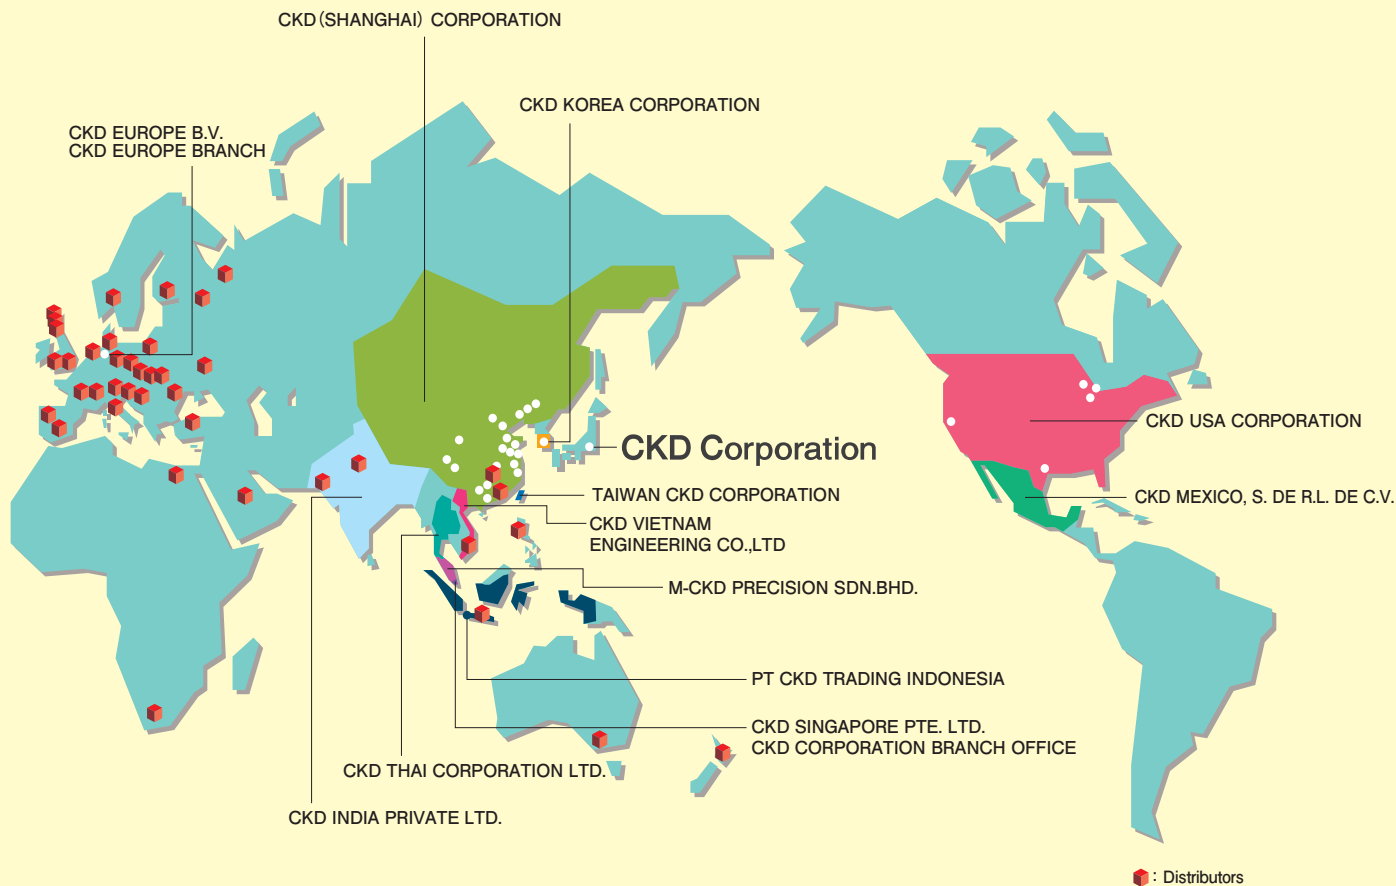 CKD(SHANGHAI) CORPORATION
CKD KOREA CORPORATION
CKD EUROPE B.V.
CKD EUROPE BRANCH
CKD USA CORPORATION
CKD Corporation
TAIWAN CKD CORPORATION
CKD MEXICO, S. DE R.L. DE C.V.
CKD VIETNAM
ENGINEERING CO.,LTD
M-CKD PRECISION SDN.BHD.
PT CKD TRADING INDONESIA
CKD SINGAPORE PTE. LTD.
CKD CORPORATION BRANCH OFFICE
CKD THAI CORPORATION LTD.
CKD INDIA PRIVATE LTD.
: Distributors